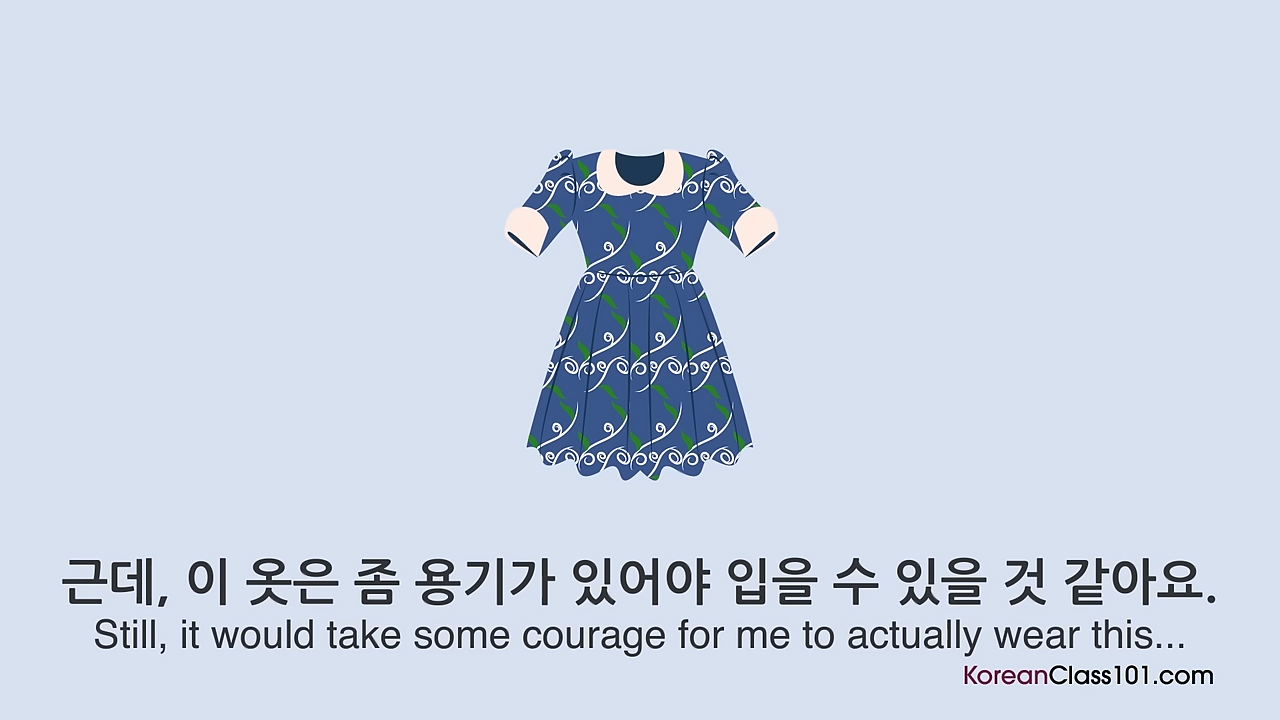 근데, 이 옷은 좀 용기가 있어야 입을 수 있을 것 같아요.
Still, it would take some courage for me to actually wear this...
KoreanClass101.com